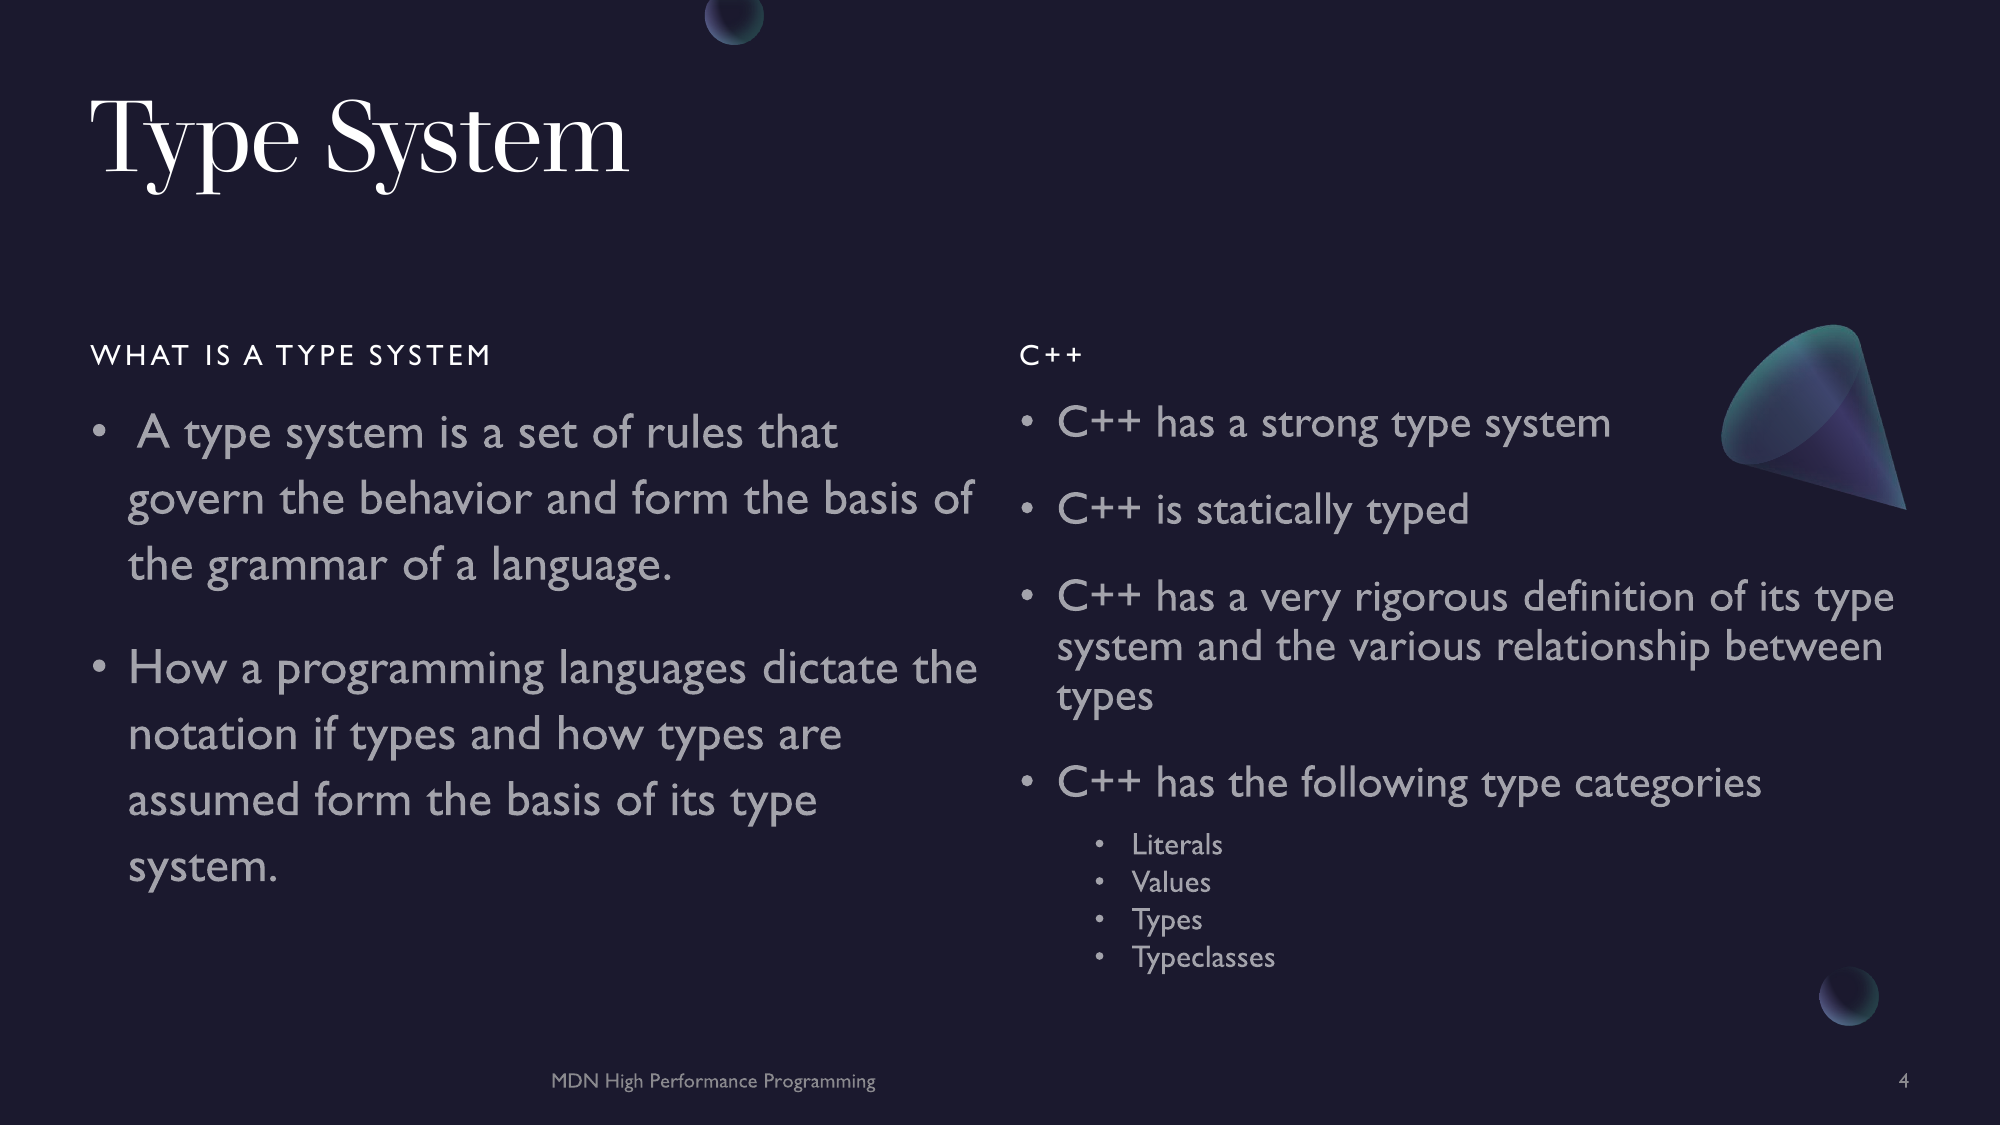 Type System
WHAT IS A TYPE SYSTEM
• A type system is a set of rules that
govern the behavior and form the basis of
the grammar of a language.
• How a programming languages dictate the
notation if types and how types are
assumed form the basis of its type
system.
C++
• C++ has a strong type system
• C++ is statically typed
• C++ has a very rigorous definition of its type
system and the various relationship between
types
• C++ has the following type categories
• Literals
• Values
• Types
• Typeclasses
MDN High Performance Programming
4